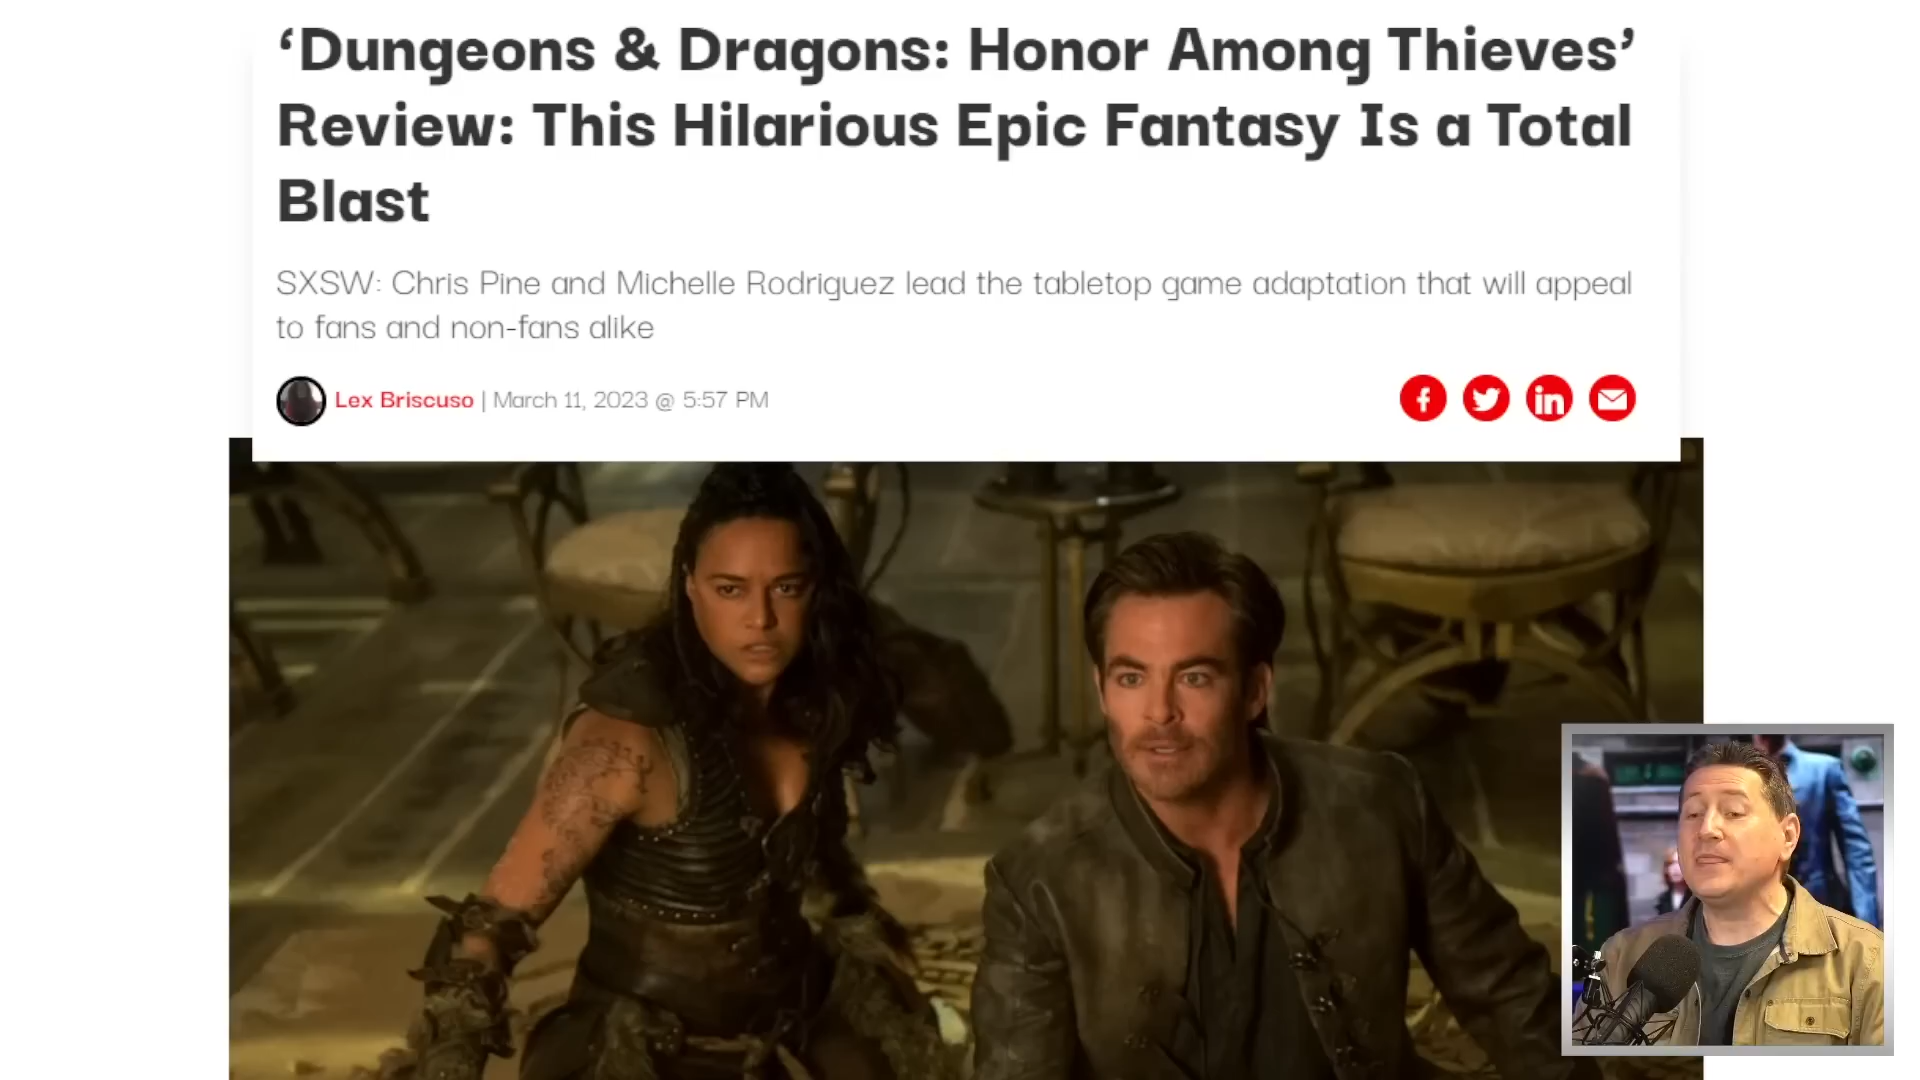 ‘Dungeons & Dragons: Honor Among Thieves’
Review: This Hilarious Epic Fantasy Is a Total
Blast
SXSW: Chris Pine and Michelle Rodriguez lead the tabletop game adaptation that will appeal
to fans and non-fans alike
Lex Briscuso | March 11, 2023 @ 5:57 PM